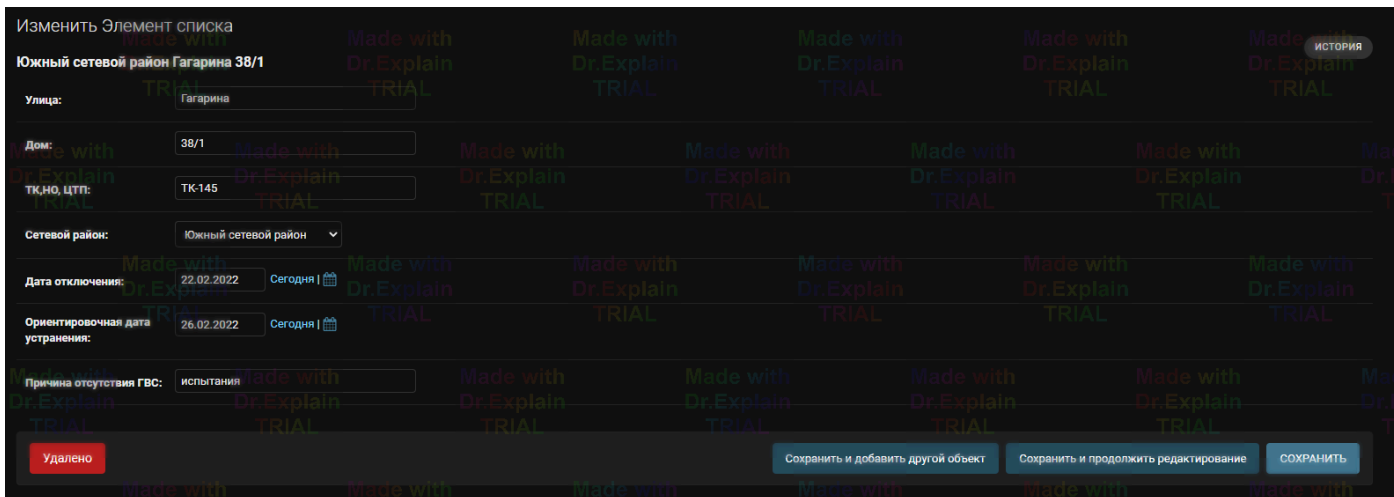 Изменить Элемент списка
ИСТОРИЯ
Южный сетевой район Гагарина 38/1
Улица: Гагарина
Дом: 38/1
ТК,НО, ЦТП: ТК-145
Сетевой район: Южный сетевой район
Дата отключения: 22.02.2022 Сегодня |
Ориентировочная дата
устранения: 26.02.2022 Сегодня |
Причина отсутствия ГВС: испытания
Удалено Сохранить и добавить другой объект Сохранить и продолжить редактирование СОХРАНИТЬ
Made with
Dr.Explain
TRIAL